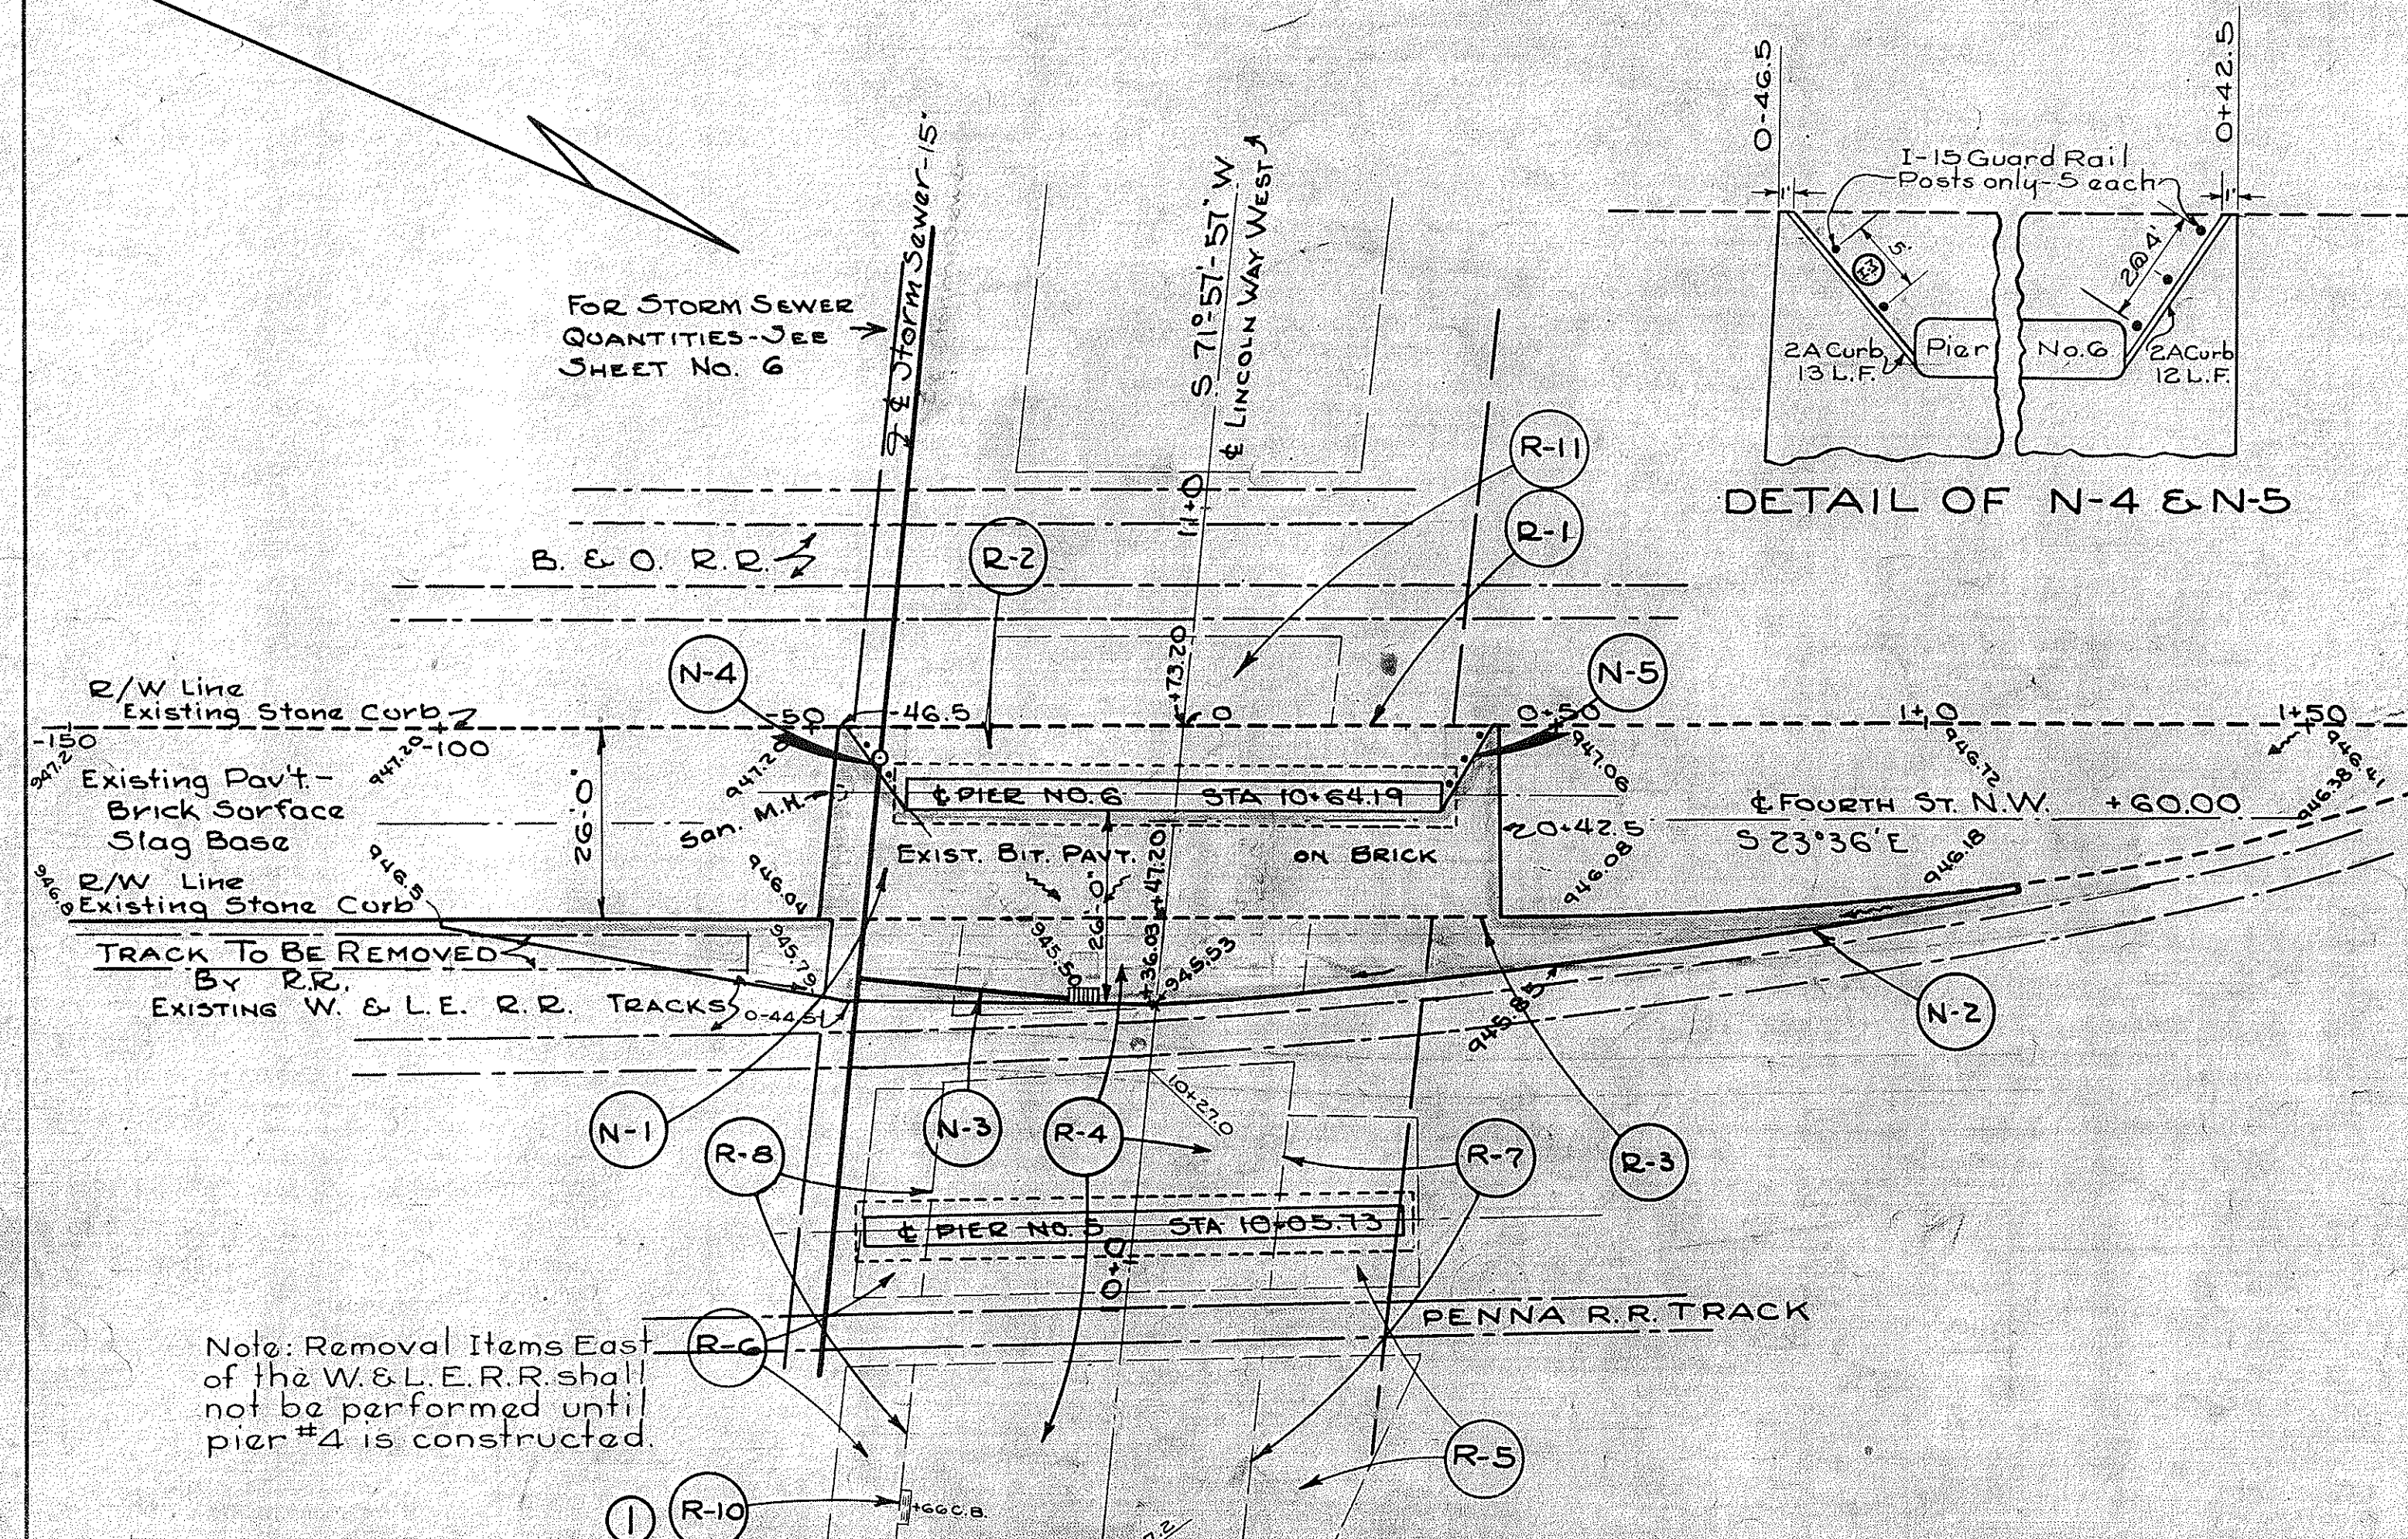 0-46.5
0+42.5
I-15 Guard Rail
Posts only-5 each
5'
2@4'
1'
1'
2A Curb
13 L.F.
Pier
No.6
2A Curb
12 L.F.
DETAIL OF N-4 & N-5
℄ Storm Sewer-15"
S 71°-57'-57" W
℄ LINCOLN WAY WEST
FOR STORM SEWER
QUANTITIES-SEE
SHEET No. 6
11+0
R-11
R-1
R-2
B. & O. R.R.
N-4
N-5
+73.20
R/W Line
Existing Stone Curb
-150
-100
-50
-46.5
0
0+50
1+0
1+50
947.2
947.20
947.20
947.06
946.72
946.41
946.38
Existing Pav't-
Brick Surface
Slag Base
26'-0"
San. M.H.
℄ PIER NO. 6 STA 10+64.19
℄ FOURTH ST. N.W. +60.00
S 23°36' E
0+42.5
EXIST. BIT. PAVT. ON BRICK
+47.20
26'-0"
946.5
946.04
946.08
946.18
R/W Line
Existing Stone Curb
TRACK TO BE REMOVED
BY R.R.
EXISTING W. & L.E. R.R. TRACKS
0-44.51
945.79
945.50
+36.03
945.53
N-2
N-1
N-3
R-4
R-8
R-7
R-3
10+27.0
℄ PIER NO. 5 STA 10+05.73
10+0
PENNA R.R. TRACK
R-6
Note: Removal Items East
of the W. & L.E. R.R. shall
not be performed until
pier #4 is constructed.
R-5
1
R-10
+66 C.B.